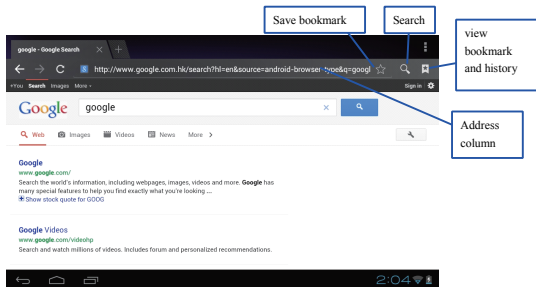 Save bookmark
Search
view
bookmark
and history
Address
column
google - Google Search
http://www.google.com.hk/search?hl=en&source=android-browser-type&q=googl
+You Search Images More
Sign in
Google
google
Web Images Videos News More
Google
www.google.com/
Search the world's information, including webpages, images, videos and more. Google has
many special features to help you find exactly what you're looking ...
Show stock quote for GOOG
Google Videos
www.google.com/videohp
Search and watch millions of videos. Includes forum and personalized recommendations.
2:04